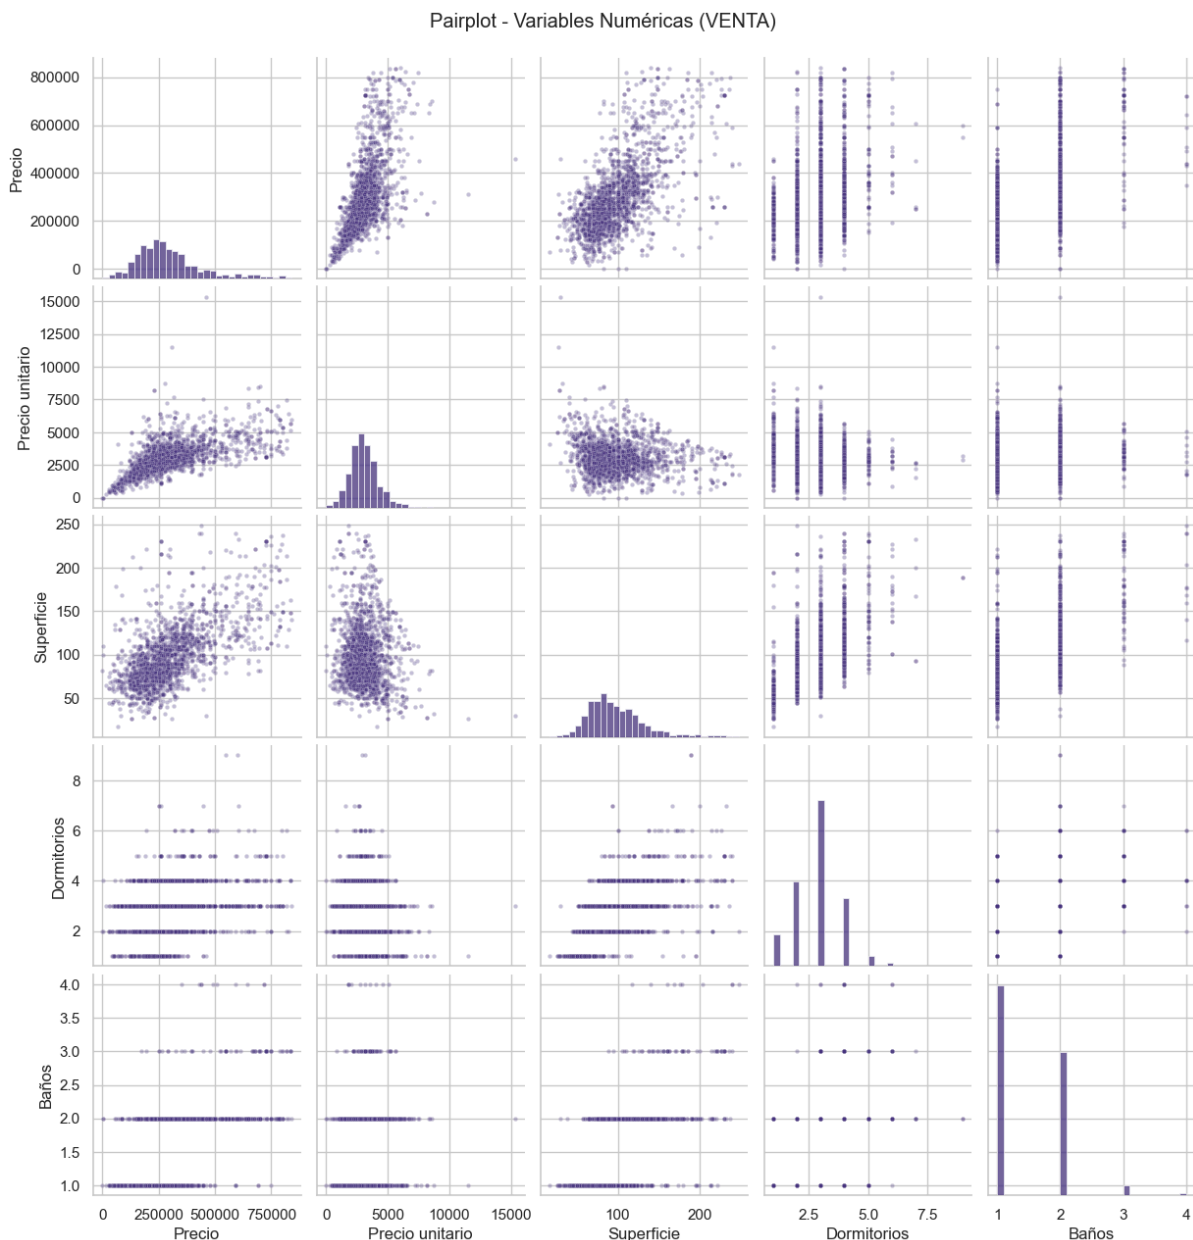 Pairplot - Variables Numéricas (VENTA)
800000
600000
400000
200000
0
Precio
15000
12500
10000
7500
5000
2500
0
Precio unitario
250
200
150
100
50
Superficie
8
6
4
2
Dormitorios
4.0
3.5
3.0
2.5
2.0
1.5
1.0
Baños
0 250000 500000 750000
0 5000 10000 15000
100 200
2.5 5.0 7.5
1 2 3 4
Precio Precio unitario Superficie Dormitorios Baños